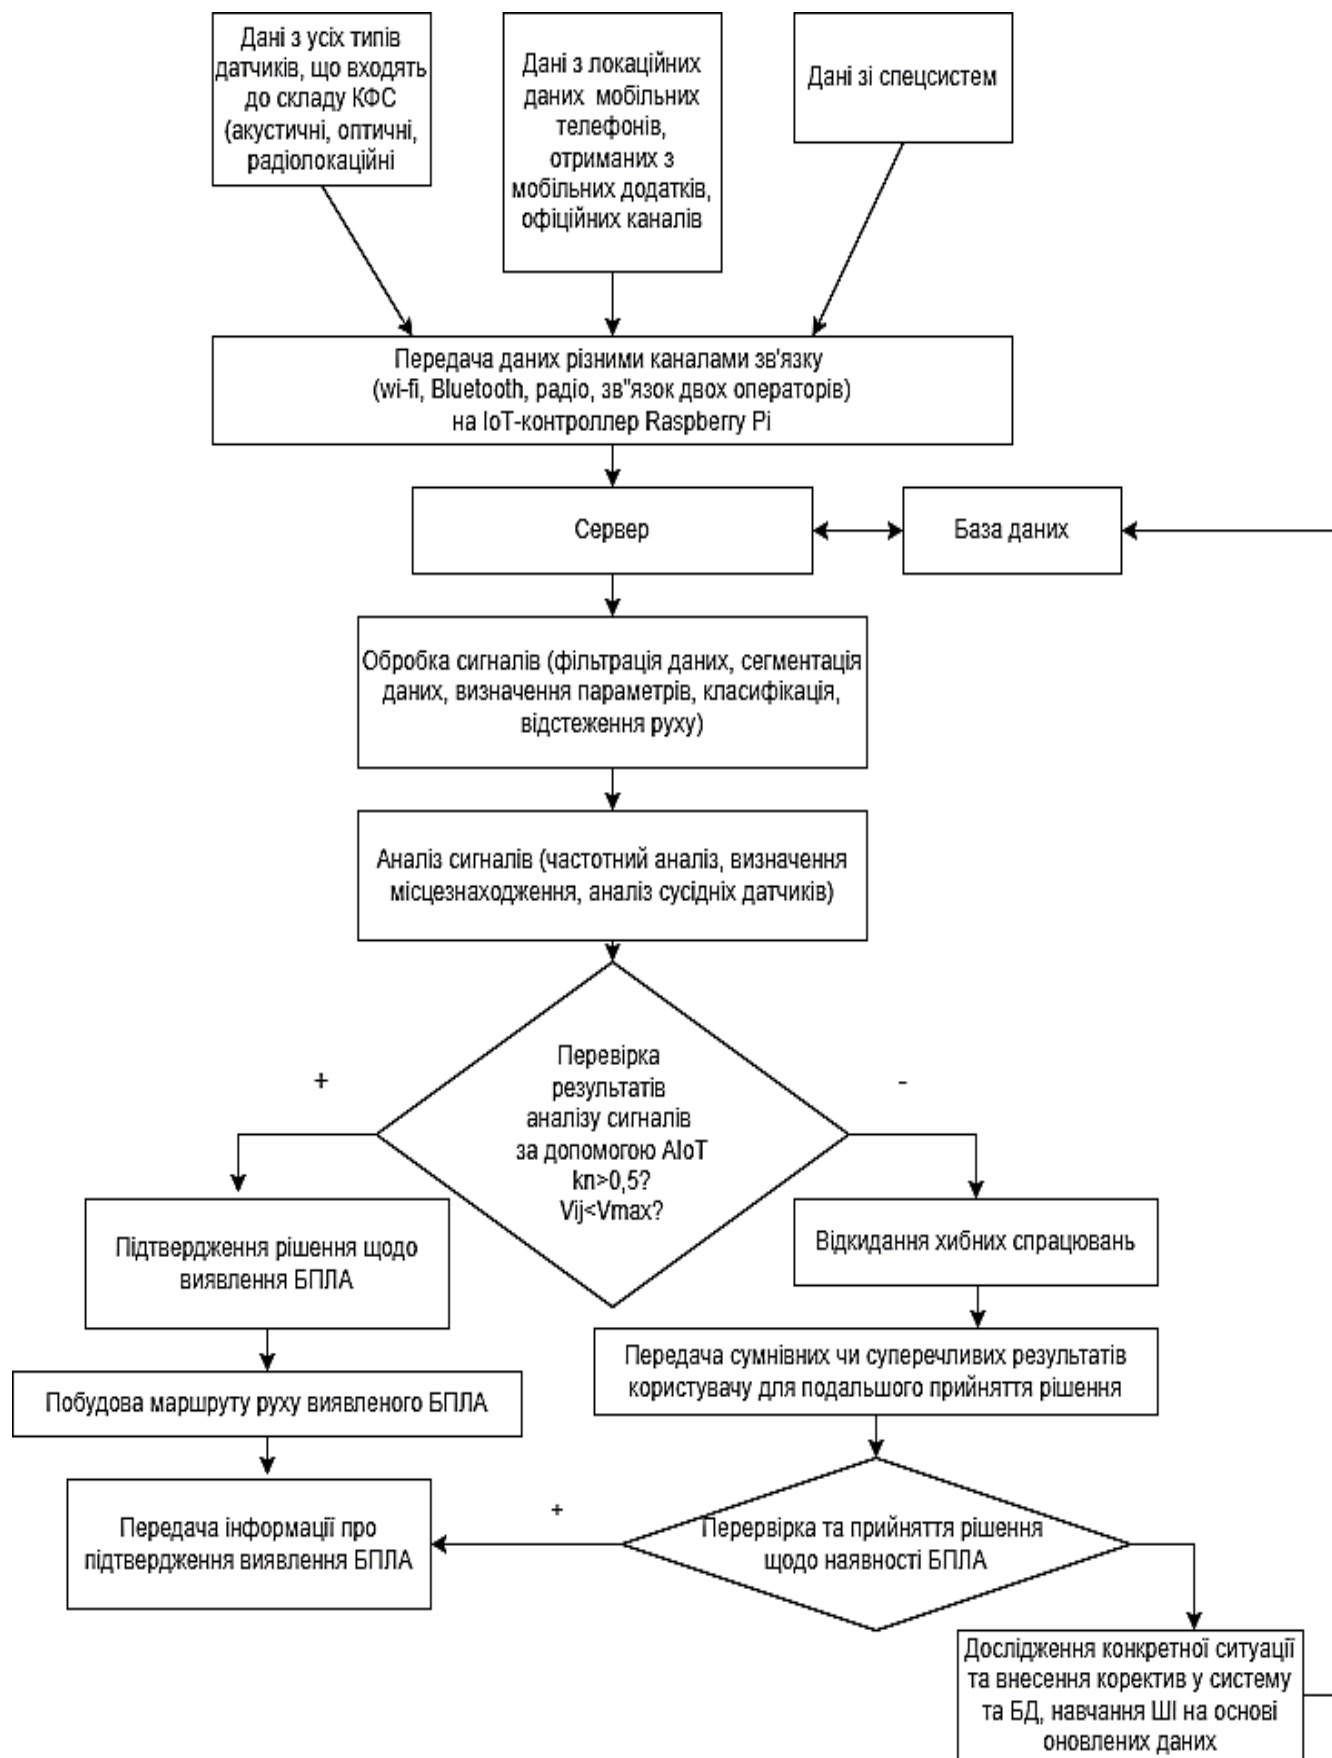 Дані з усіх типів
датчиків, що входять
до складу КФС
(акустичні, оптичні,
радіолокаційні
Дані з локаційних
даних мобільних
телефонів,
отриманих з
мобільних додатків,
офіційних каналів
Дані зі спецсистем
Передача даних різними каналами зв'язку
(wi-fi, Bluetooth, радіо, зв"язок двох операторів)
на IoT-контроллер Raspberry Pi
Сервер
База даних
Обробка сигналів (фільтрація даних, сегментація
даних, визначення параметрів, класифікація,
відстеження руху)
Аналіз сигналів (частотний аналіз, визначення
місцезнаходження, аналіз сусідніх датчиків)
Перевірка
результатів
аналізу сигналів
за допомогою AIoT
kn>0,5?
Vij<Vmax?
+
-
Підтвердження рішення щодо
виявлення БПЛА
Відкидання хибних спрацювань
Побудова маршруту руху виявленого БПЛА
Передача сумнівних чи суперечливих результатів
користувачу для подальшого прийняття рішення
Передача інформації про
підтвердження виявлення БПЛА
+
Перервірка та прийняття рішення
щодо наявності БПЛА
Дослідження конкретної ситуації
та внесення коректив у систему
та БД, навчання ШІ на основі
оновлених даних